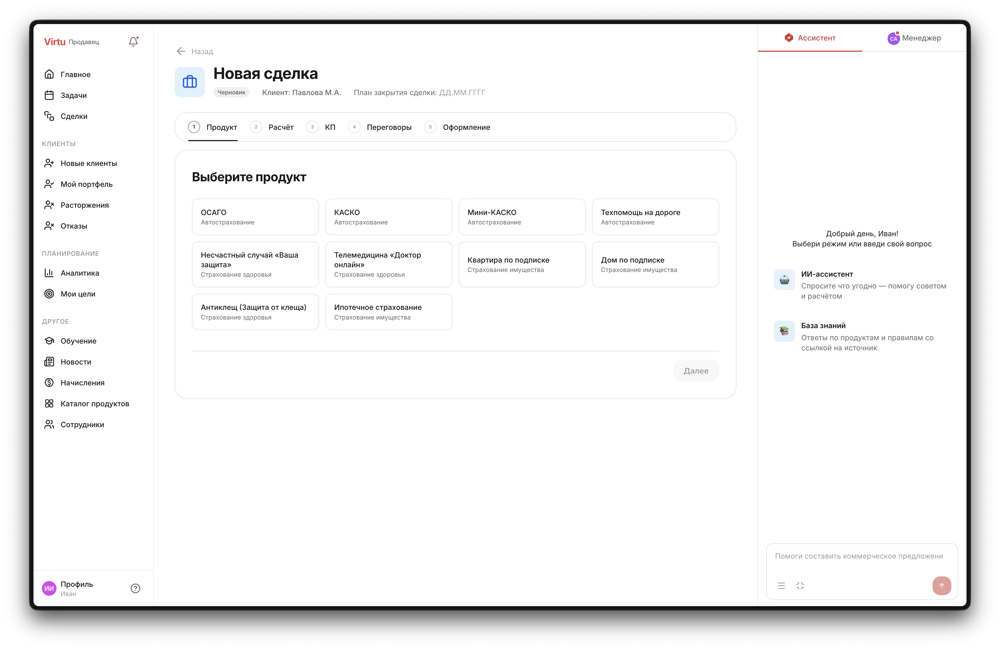 Virtu Продавец
Главное
Задачи
Сделки
КЛИЕНТЫ
Новые клиенты
Мой портфель
Расторжения
Отказы
ПЛАНИРОВАНИЕ
Аналитика
Мои цели
ДРУГОЕ
Обучение
Новости
Начисления
Каталог продуктов
Сотрудники
ИИ
Профиль
Иван
Назад
Новая сделка
Черновик Клиент: Павлова М.А. План закрытия сделки: ДД.ММ.ГГГГ
1 Продукт 2 Расчёт 3 КП 4 Переговоры 5 Оформление
Выберите продукт
ОСАГО
Автострахование
КАСКО
Автострахование
Мини-КАСКО
Автострахование
Техпомощь на дороге
Автострахование
Несчастный случай «Ваша
защита»
Страхование здоровья
Телемедицина «Доктор
онлайн»
Страхование здоровья
Квартира по подписке
Страхование имущества
Дом по подписке
Страхование имущества
Антиклещ (Защита от клеща)
Страхование здоровья
Ипотечное страхование
Страхование имущества
Далее
Ассистент
СА Менеджер
Добрый день, Иван!
Выбери режим или введи свой вопрос
ИИ-ассистент
Спросите что угодно — помогу советом
и расчётом
База знаний
Ответы по продуктам и правилам со
ссылкой на источник
Помоги составить коммерческое предложени